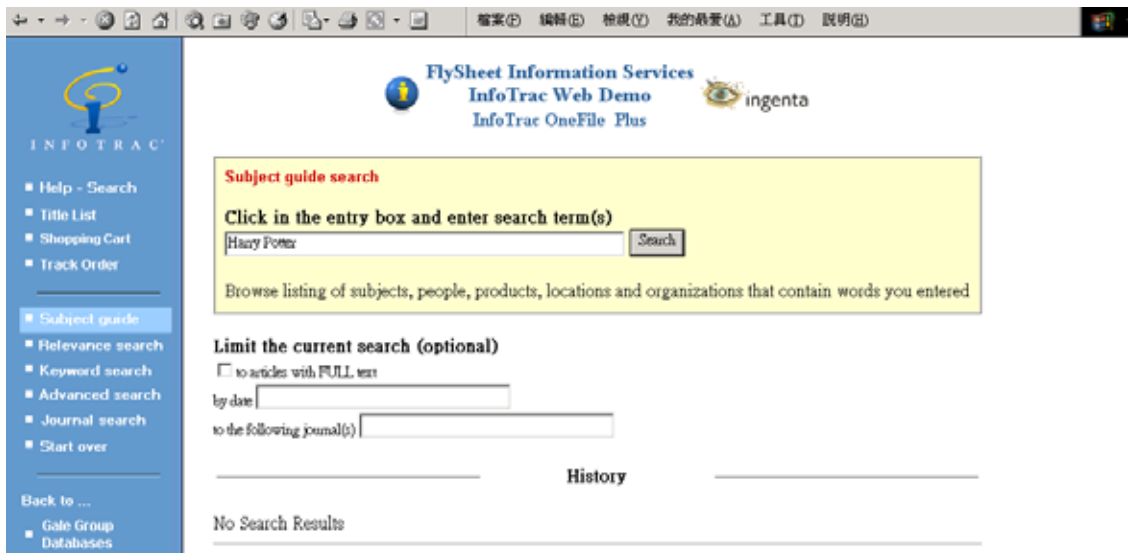 檔案(F) 編輯(E) 檢視(V) 我的最愛(A) 工具(T) 說明(H)
INFOTRAC
Help - Search
Title List
Shopping Cart
Track Order
Subject guide
Relevance search
Keyword search
Advanced search
Journal search
Start over
Back to ...
Gale Group
Databases
FlySheet Information Services
InfoTrac Web Demo
InfoTrac OneFile Plus
ingenta
Subject guide search
Click in the entry box and enter search term(s)
Harry Potter Search
Browse listing of subjects, people, products, locations and organizations that contain words you entered
Limit the current search (optional)
to articles with FULL text
by date
to the following journal(s)
History
No Search Results